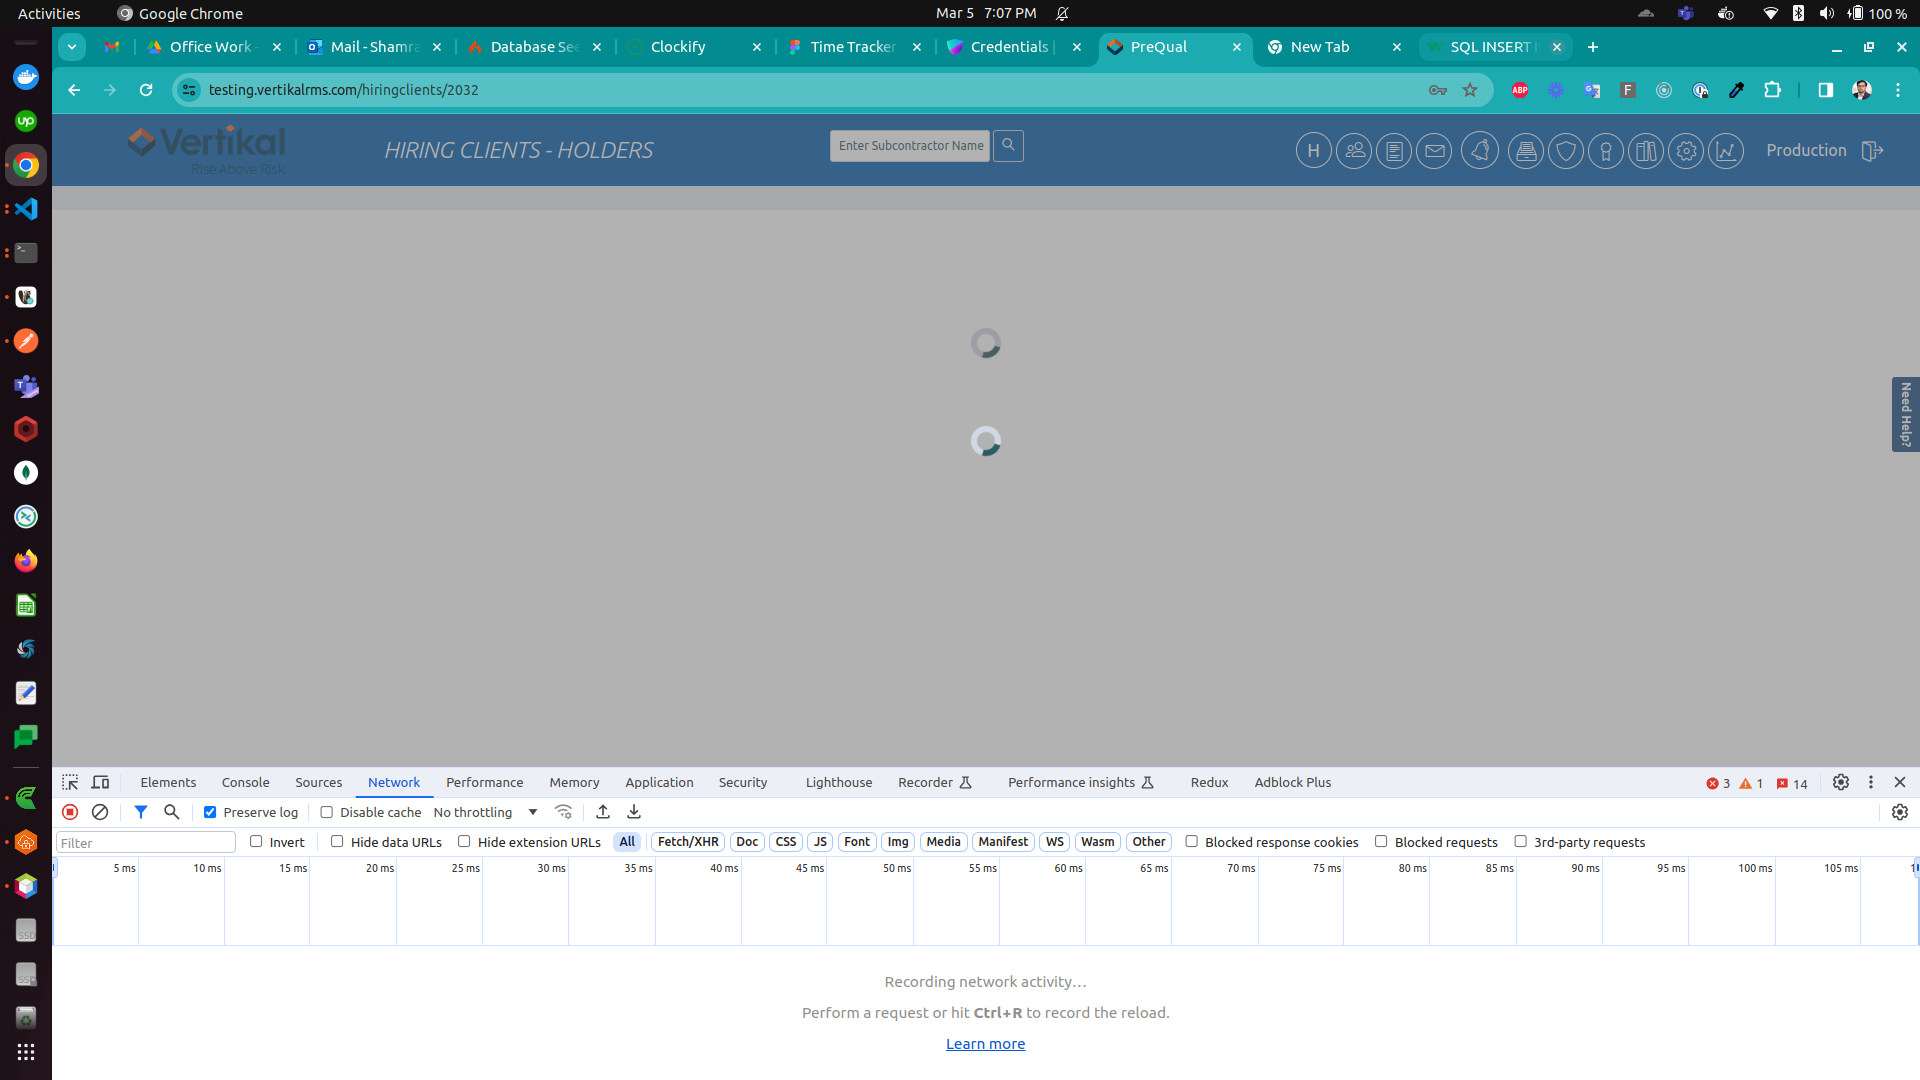 Activities
Google Chrome
Mar 5 7:07 PM
100 %
Office Work -
Mail - Shamra
Database See
Clockify
Time Tracker
Credentials |
PreQual
New Tab
SQL INSERT I
testing.vertikalrms.com/hiringclients/2032
ABP
F
Vertikal
Rise Above Risk
HIRING CLIENTS - HOLDERS
Enter Subcontractor Name
H
Production
Need Help?
Elements
Console
Sources
Network
Performance
Memory
Application
Security
Lighthouse
Recorder
Performance insights
Redux
Adblock Plus
3
1
14
Preserve log
Disable cache
No throttling
Filter
Invert
Hide data URLs
Hide extension URLs
All
Fetch/XHR
Doc
CSS
JS
Font
Img
Media
Manifest
WS
Wasm
Other
Blocked response cookies
Blocked requests
3rd-party requests
5 ms
10 ms
15 ms
20 ms
25 ms
30 ms
35 ms
40 ms
45 ms
50 ms
55 ms
60 ms
65 ms
70 ms
75 ms
80 ms
85 ms
90 ms
95 ms
100 ms
105 ms
Recording network activity…
Perform a request or hit Ctrl+R to record the reload.
Learn more